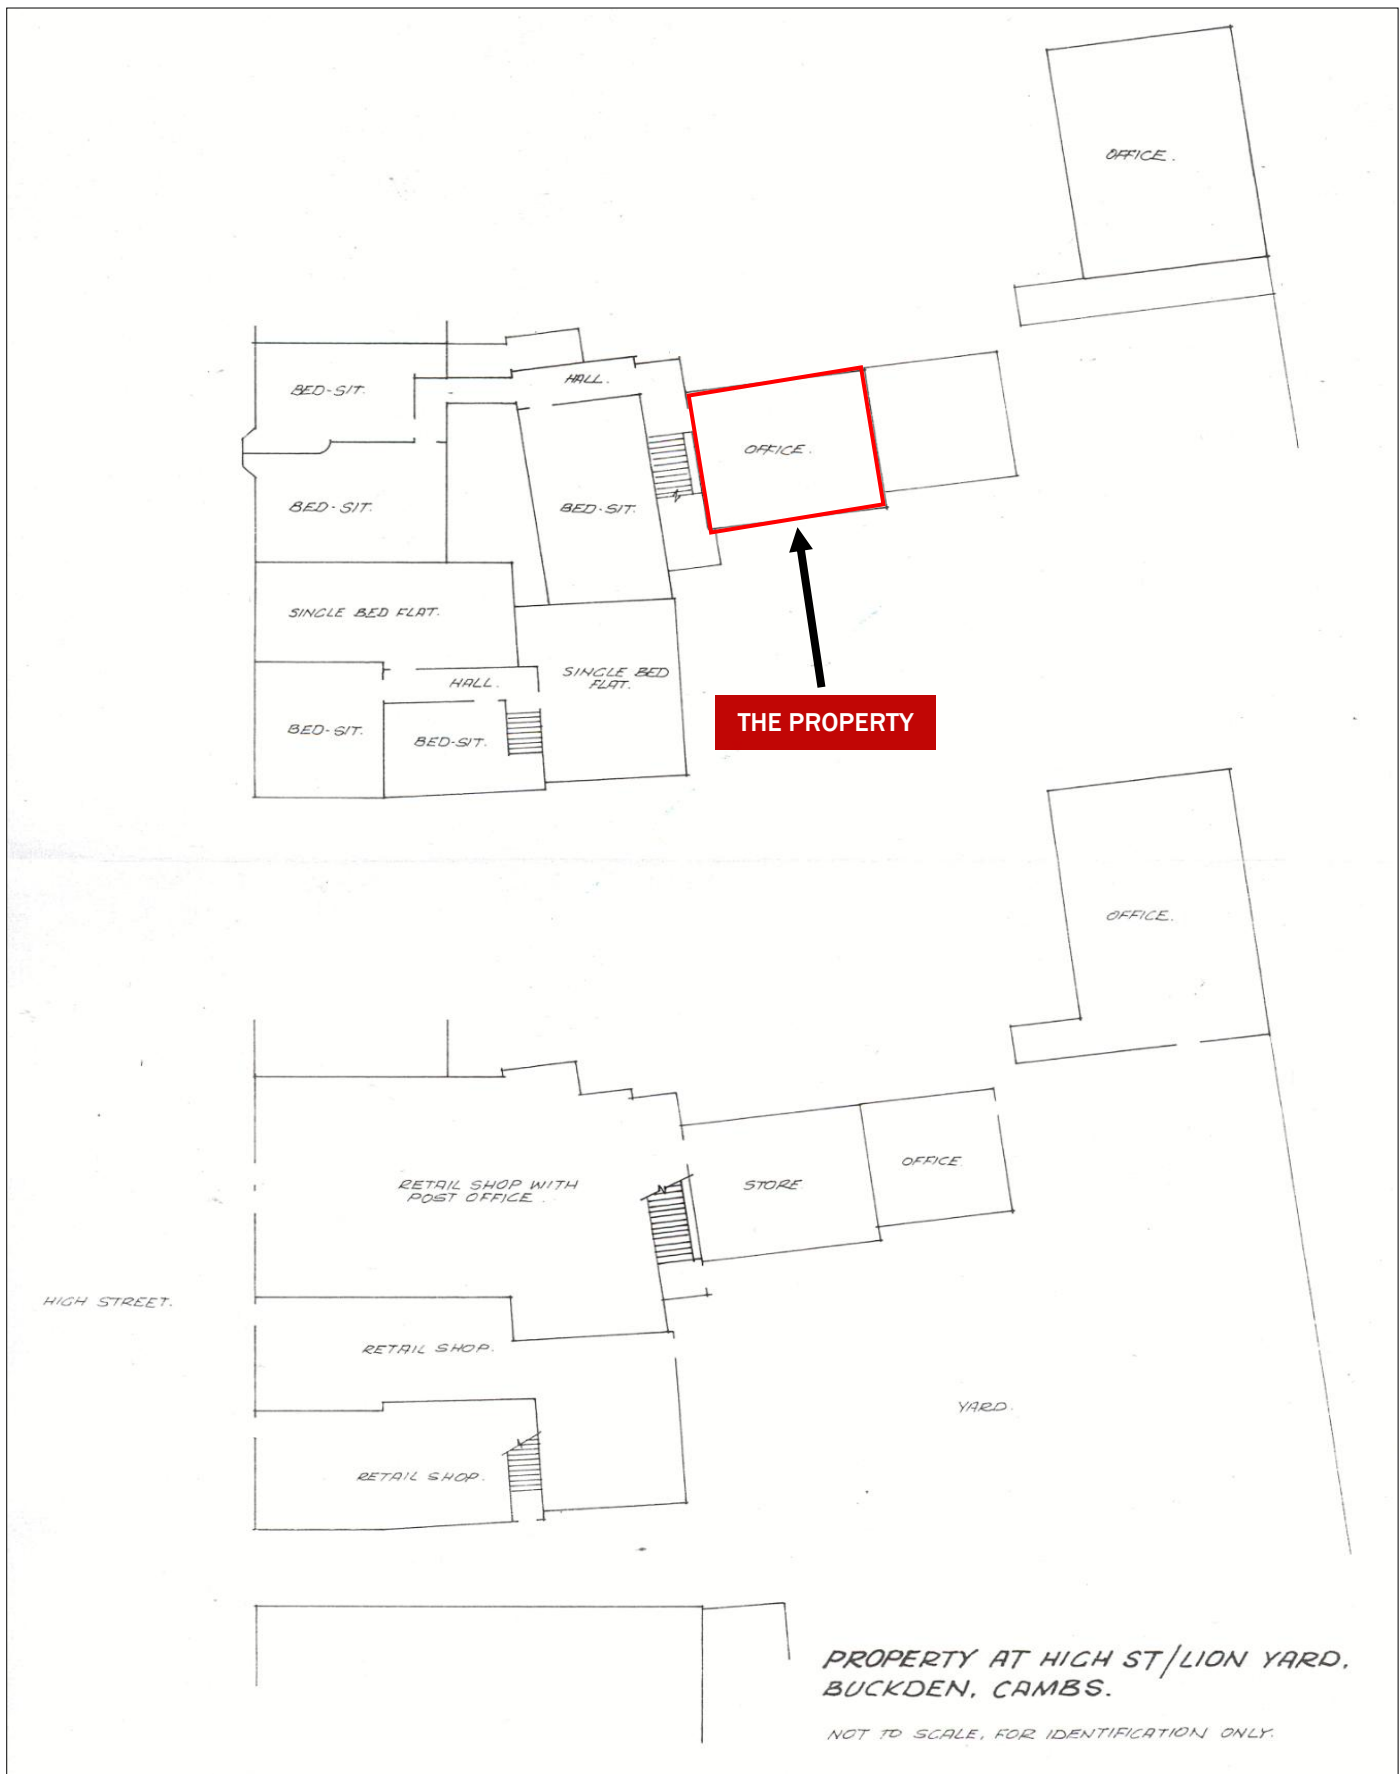 OFFICE.
HALL.
BED-SIT.
OFFICE.
BED-SIT.
BED-SIT.
SINGLE BED FLAT.
SINGLE BED
FLAT.
HALL.
BED-SIT.
BED-SIT.
THE PROPERTY
OFFICE.
RETAIL SHOP WITH
POST OFFICE.
STORE
OFFICE
HIGH STREET.
RETAIL SHOP.
YARD.
RETAIL SHOP.
PROPERTY AT HIGH ST/LION YARD,
BUCKDEN, CAMBS.
NOT TO SCALE, FOR IDENTIFICATION ONLY.